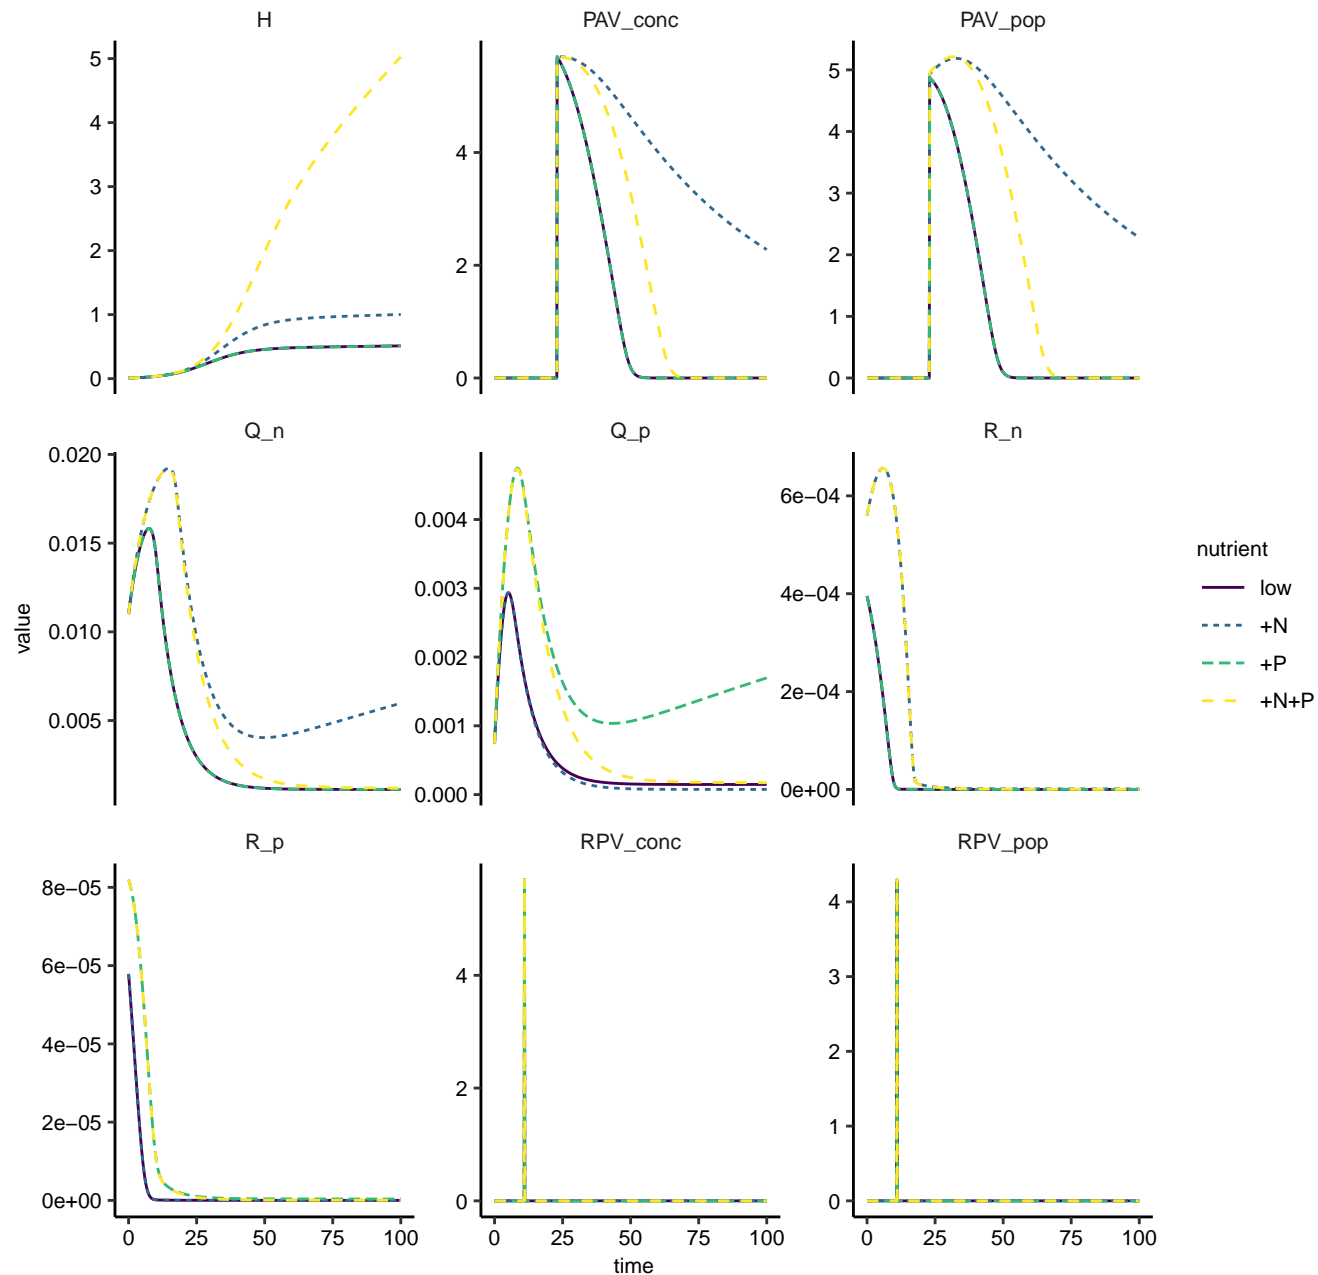 H
PAV_conc
PAV_pop
5
4
3
2
1
0
4
2
0
5
4
3
2
1
0
Q_n
Q_p
R_n
0.020
0.015
0.010
0.005
0.004
0.003
0.002
0.001
0.000
6e−04
4e−04
2e−04
0e+00
value
nutrient
low
+N
+P
+N+P
R_p
RPV_conc
RPV_pop
8e−05
6e−05
4e−05
2e−05
0e+00
4
2
0
4
3
2
1
0
0 25 50 75 100
0 25 50 75 100
0 25 50 75 100
time